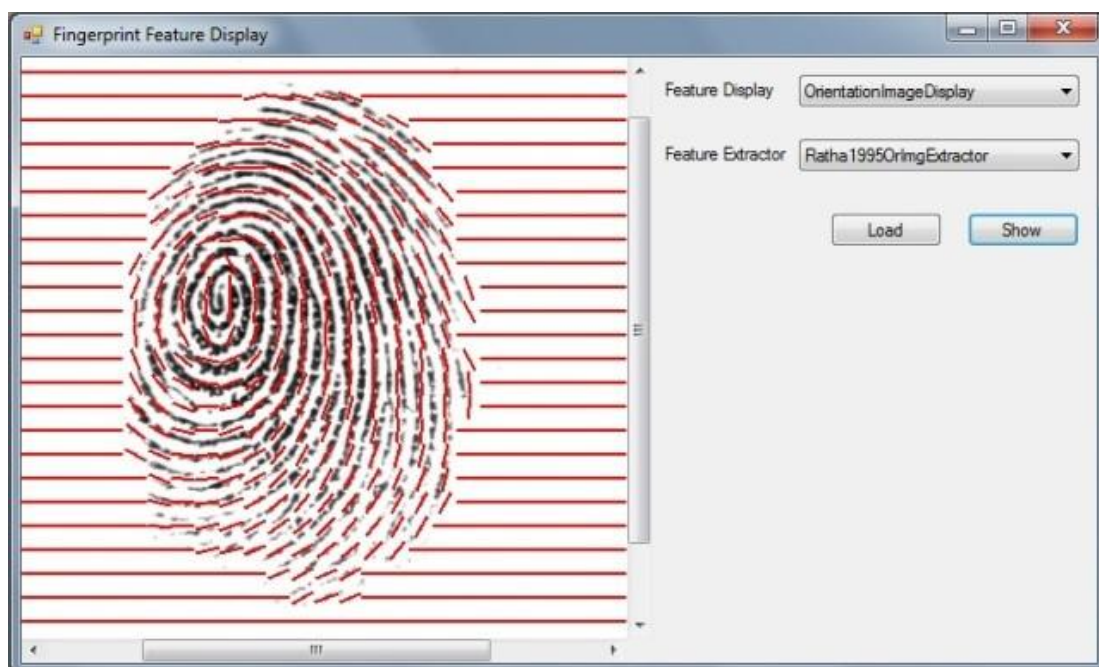 Fingerprint Feature Display
Feature Display OrientationImageDisplay
Feature Extractor Ratha1995OrImgExtractor
Load Show